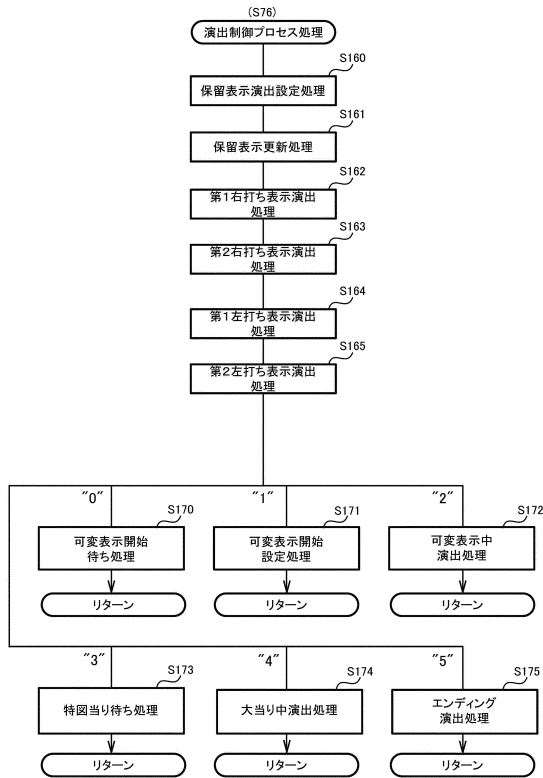 (S76)
演出制御プロセス処理
S160
保留表示演出設定処理
S161
保留表示更新処理
S162
第1右打ち表示演出
処理
S163
第2右打ち表示演出
処理
S164
第1左打ち表示演出
処理
S165
第2左打ち表示演出
処理
"0"
S170
可変表示開始
待ち処理
リターン
"1"
S171
可変表示開始
設定処理
リターン
"2"
S172
可変表示中
演出処理
リターン
"3"
S173
特図当り待ち処理
リターン
"4"
S174
大当り中演出処理
リターン
"5"
S175
エンディング
演出処理
リターン